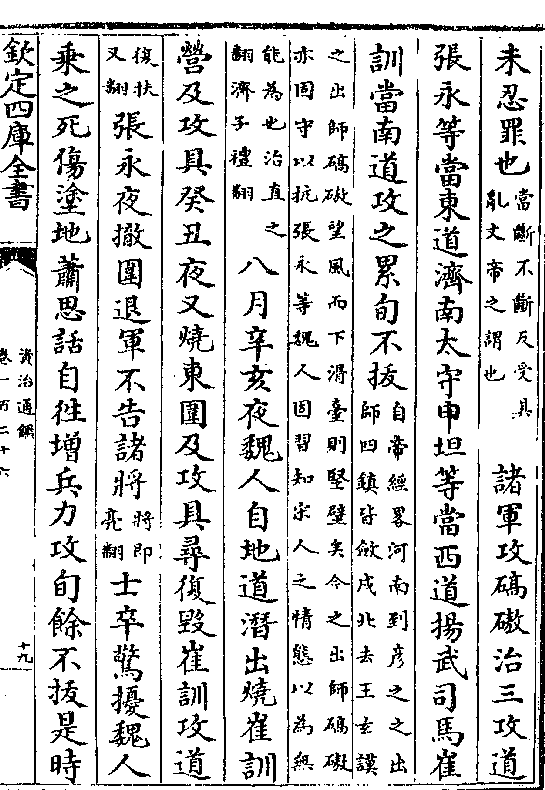 未忍罪也當斷不斷反受其亂文帝之謂也 諸軍攻碻磝治三攻道
張永等當東道濟南太守申坦等當西道揚武司馬崔
訓當南道攻之累旬不拔自帝經畧河南到彦之之出師四鎮皆斂戍北去王玄謨
之出師碻磝望風而下滑臺則堅壁矣今之出師碻磝亦固守以抗張永等魏人固習知宋人之情態以為無
能為也治直之翻濟子禮翻 八月辛亥夜魏人自地道潛出燒崔訓
營及攻具癸丑夜又燒東圍及攻具尋復毀崔訓攻道
復扶又翻張永夜撤圍退軍不告諸將將即亮翻士卒驚擾魏人
乘之死傷塗地蕭思話自往增兵力攻旬餘不拔是時
欽定四庫全書
資治通鑑
卷一百二十六
十九